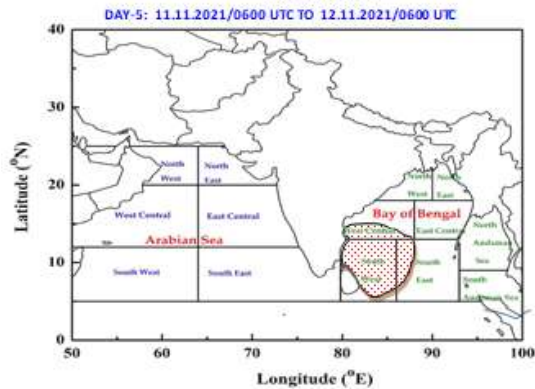 DAY-5: 11.11.2021/0600 UTC TO 12.11.2021/0600 UTC
40
30
20
10
0
Latitude (°N)
North
West
North
East
West Central
East Central
Arabian Sea
South West
South East
North
West
North
East
Bay of Bengal
West Central
East Central
North
Andaman
Sea
West
South
East
South
Andaman Sea
50
60
70
80
90
100
Longitude (°E)